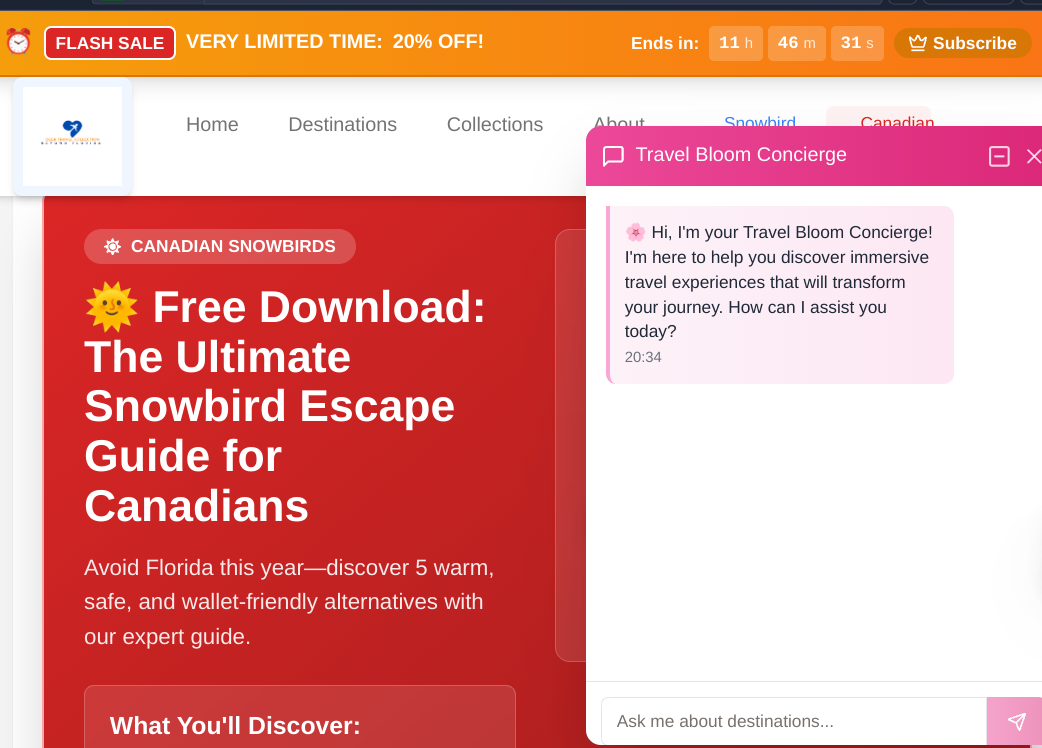 FLASH SALE VERY LIMITED TIME: 20% OFF! Ends in: 11 h 46 m 31 s Subscribe
Home Destinations Collections About Snowbird Canadian
Travel Bloom Concierge
CANADIAN SNOWBIRDS
🌞 Free Download:
The Ultimate
Snowbird Escape
Guide for
Canadians
Avoid Florida this year—discover 5 warm,
safe, and wallet-friendly alternatives with
our expert guide.
What You'll Discover:
🌸 Hi, I'm your Travel Bloom Concierge!
I'm here to help you discover immersive
travel experiences that will transform
your journey. How can I assist you
today?
20:34
Ask me about destinations...